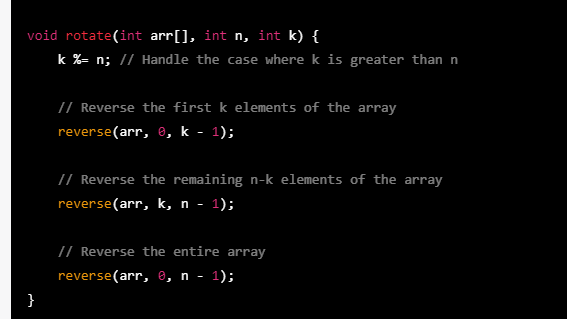 void rotate(int arr[], int n, int k) {
    k %= n; // Handle the case where k is greater than n
    // Reverse the first k elements of the array
    reverse(arr, 0, k - 1);
    // Reverse the remaining n-k elements of the array
    reverse(arr, k, n - 1);
    // Reverse the entire array
    reverse(arr, 0, n - 1);
}